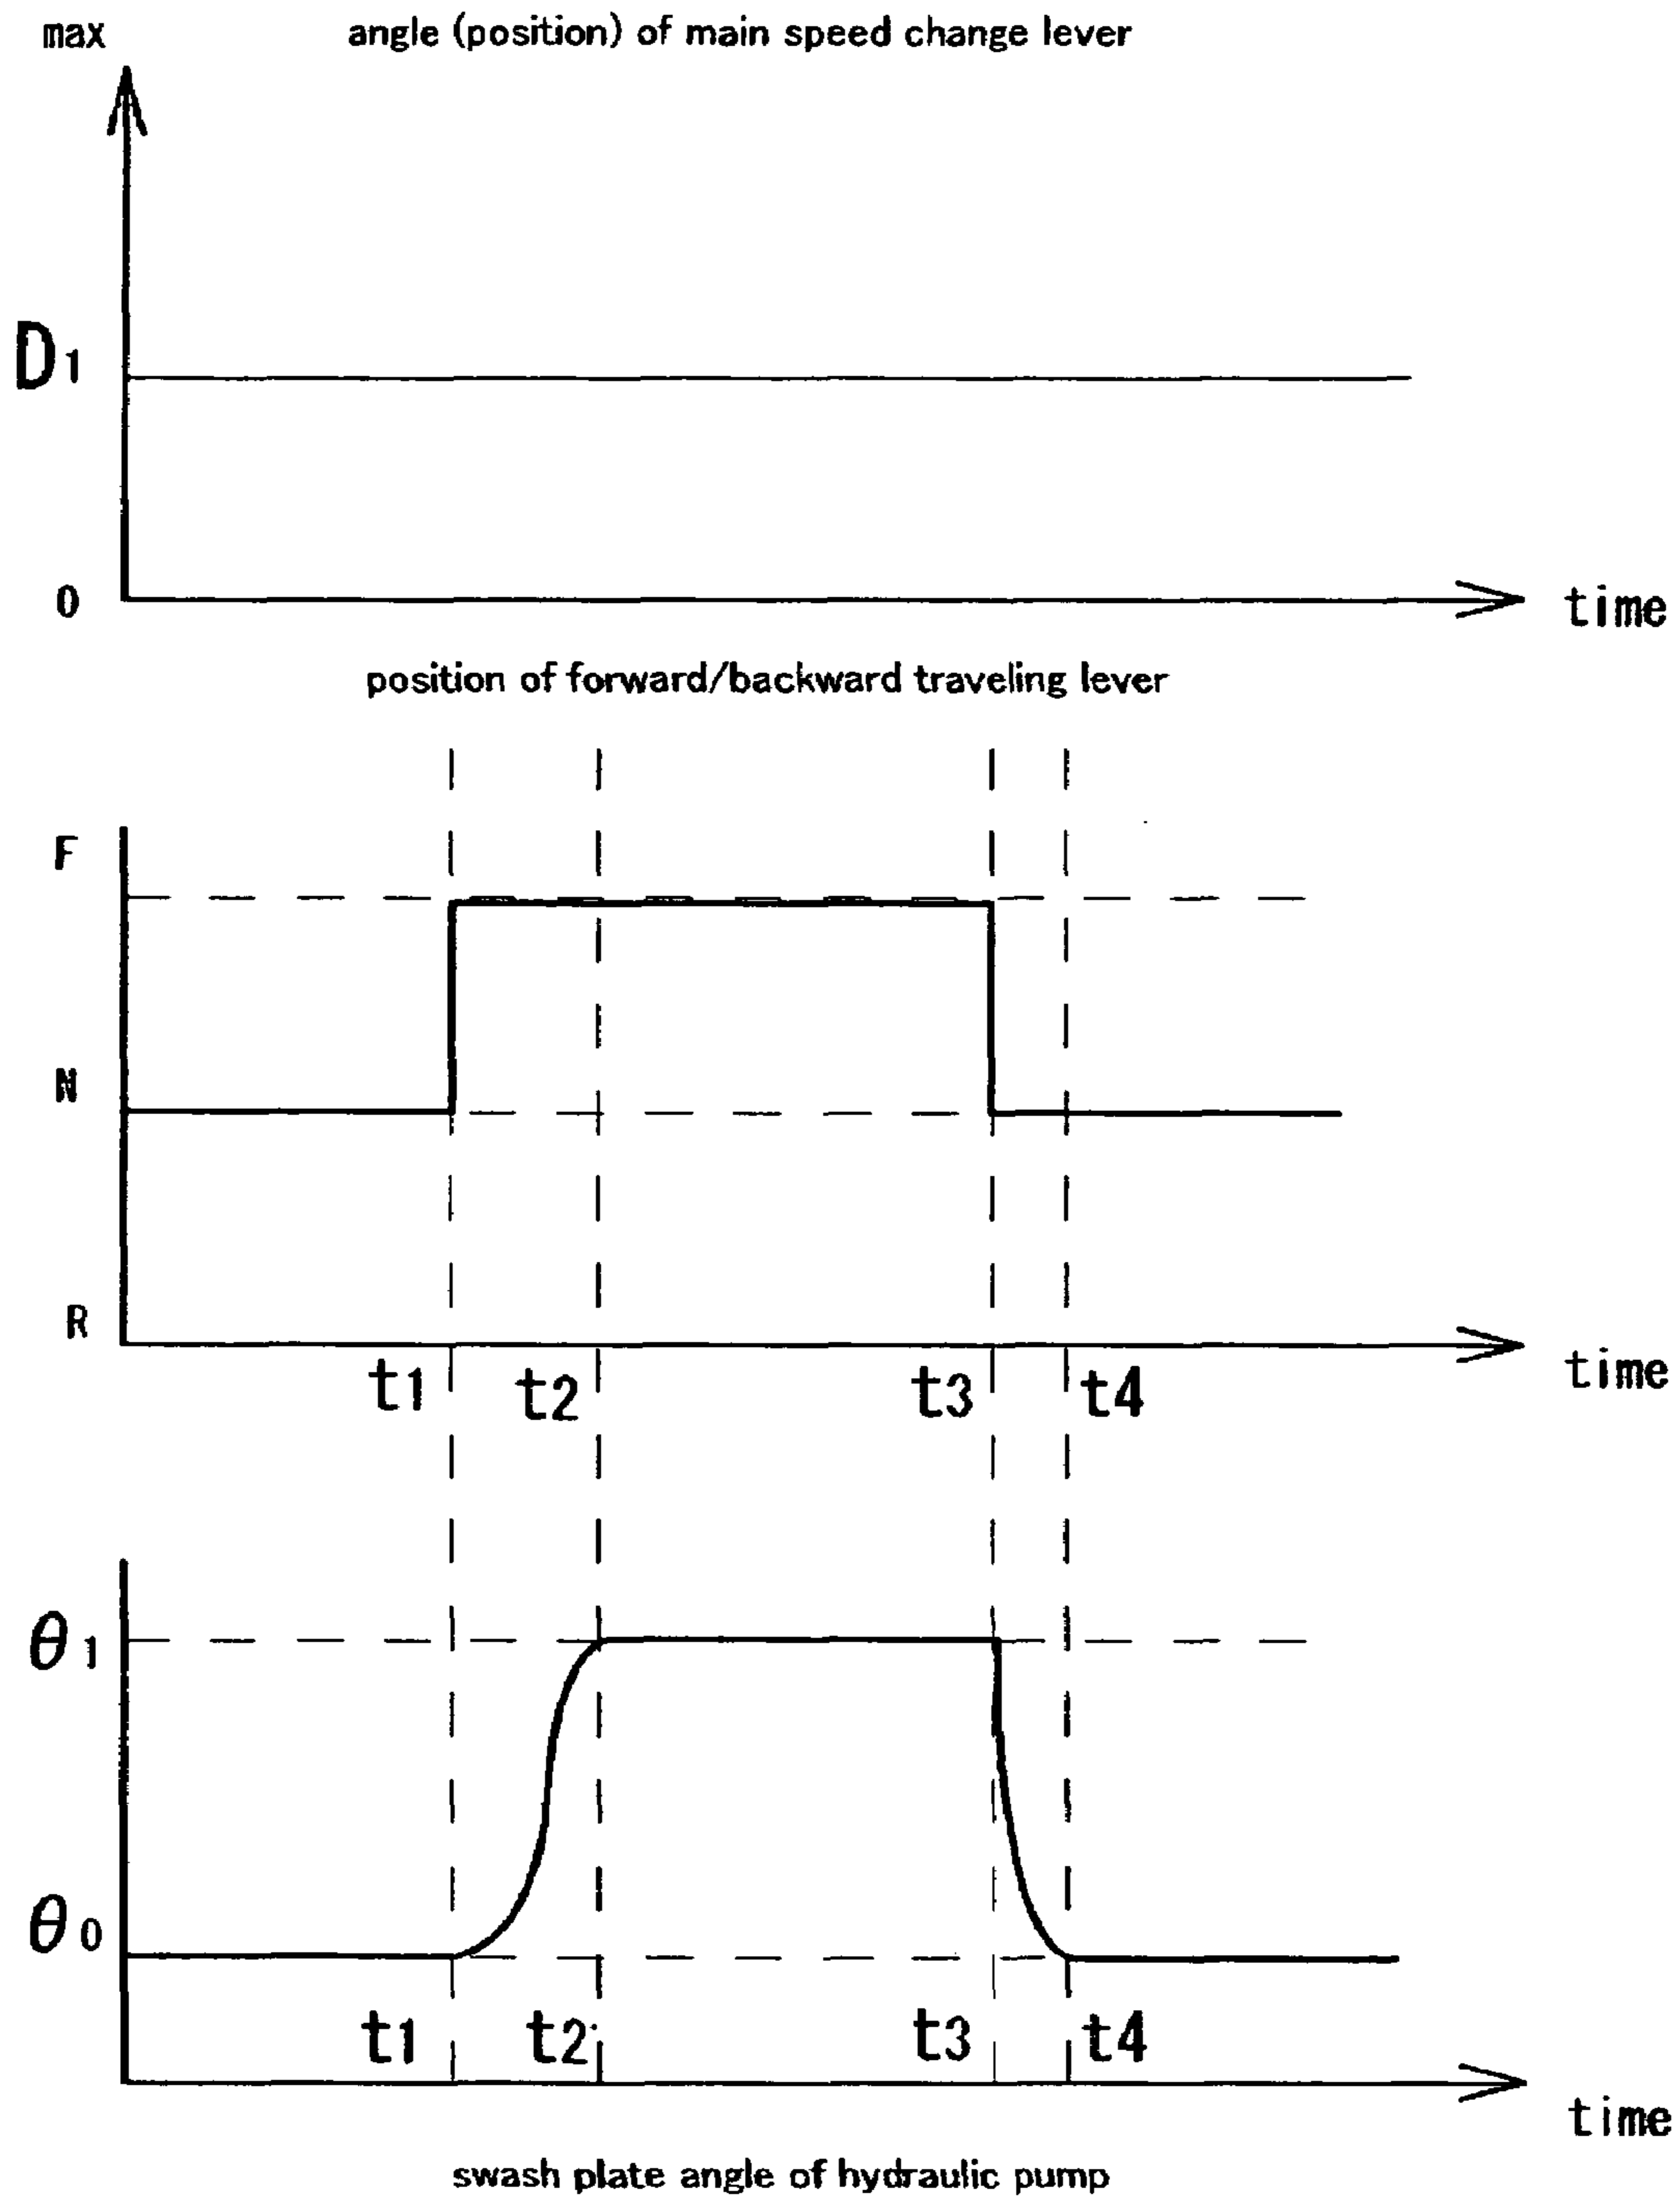 max
angle (position) of main speed change lever
D1
0
time
position of forward/backward traveling lever
F
N
R
t1 t2 t3 t4
time
θ1
θ0
t1 t2 t3 t4
time
swash plate angle of hydraulic pump